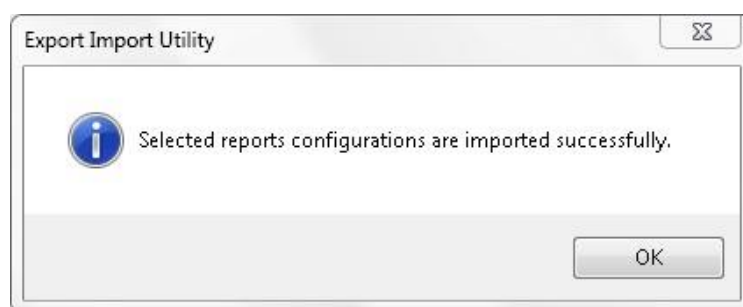 Export Import Utility
Selected reports configurations are imported successfully.
OK